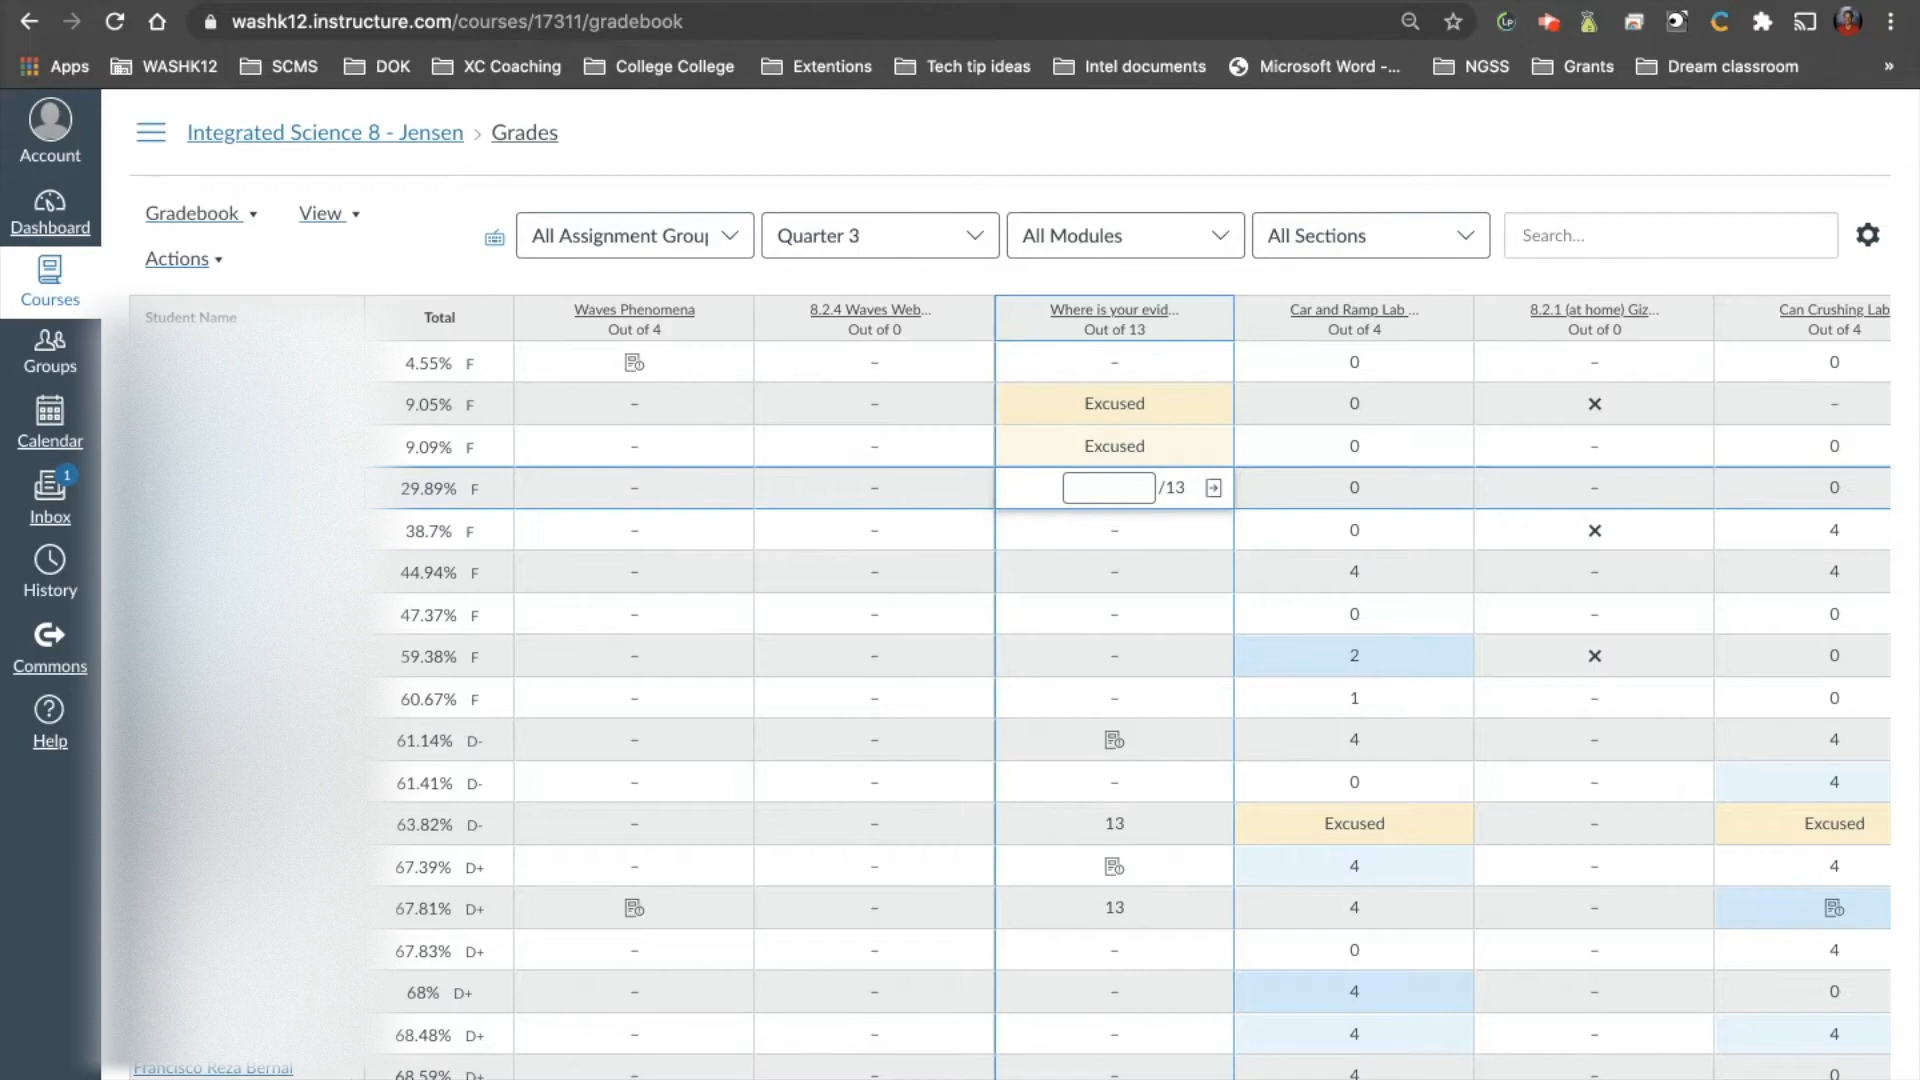 washk12.instructure.com/courses/17311/gradebook
Apps WASHK12 SCMS DOK XC Coaching College College Extentions Tech tip ideas Intel documents Microsoft Word -... NGSS Grants Dream classroom »
Account
Dashboard
Courses
Groups
Calendar
1
Inbox
History
Commons
Help
Integrated Science 8 - Jensen > Grades
Gradebook View
Actions
All Assignment Grou Quarter 3 All Modules All Sections Search...
Student Name Total Waves Phenomena 8.2.4 Waves Web... Where is your evid... Car and Ramp Lab ... 8.2.1 (at home) Giz... Can Crushing Lab
Out of 4 Out of 0 Out of 13 Out of 4 Out of 0 Out of 4
4.55% F – – 0 – 0
9.05% F – – Excused 0 –
9.09% F – – Excused 0 – 0
29.89% F – – /13 0 – 0
38.7% F – – – 0 4
44.94% F – – – 4 – 4
47.37% F – – – 0 – 0
59.38% F – – – 2 0
60.67% F – – – 1 – 0
61.14% D- – – 4 – 4
61.41% D- – – – 0 – 4
63.82% D- – – 13 Excused – Excused
67.39% D+ – – 4 – 4
67.81% D+ – 13 4 –
67.83% D+ – – – 0 – 4
68% D+ – – – 4 – 0
68.48% D+ – – – 4 – 4
Francisco Reza Bernal 68.59% D+ – – – 4 – 0